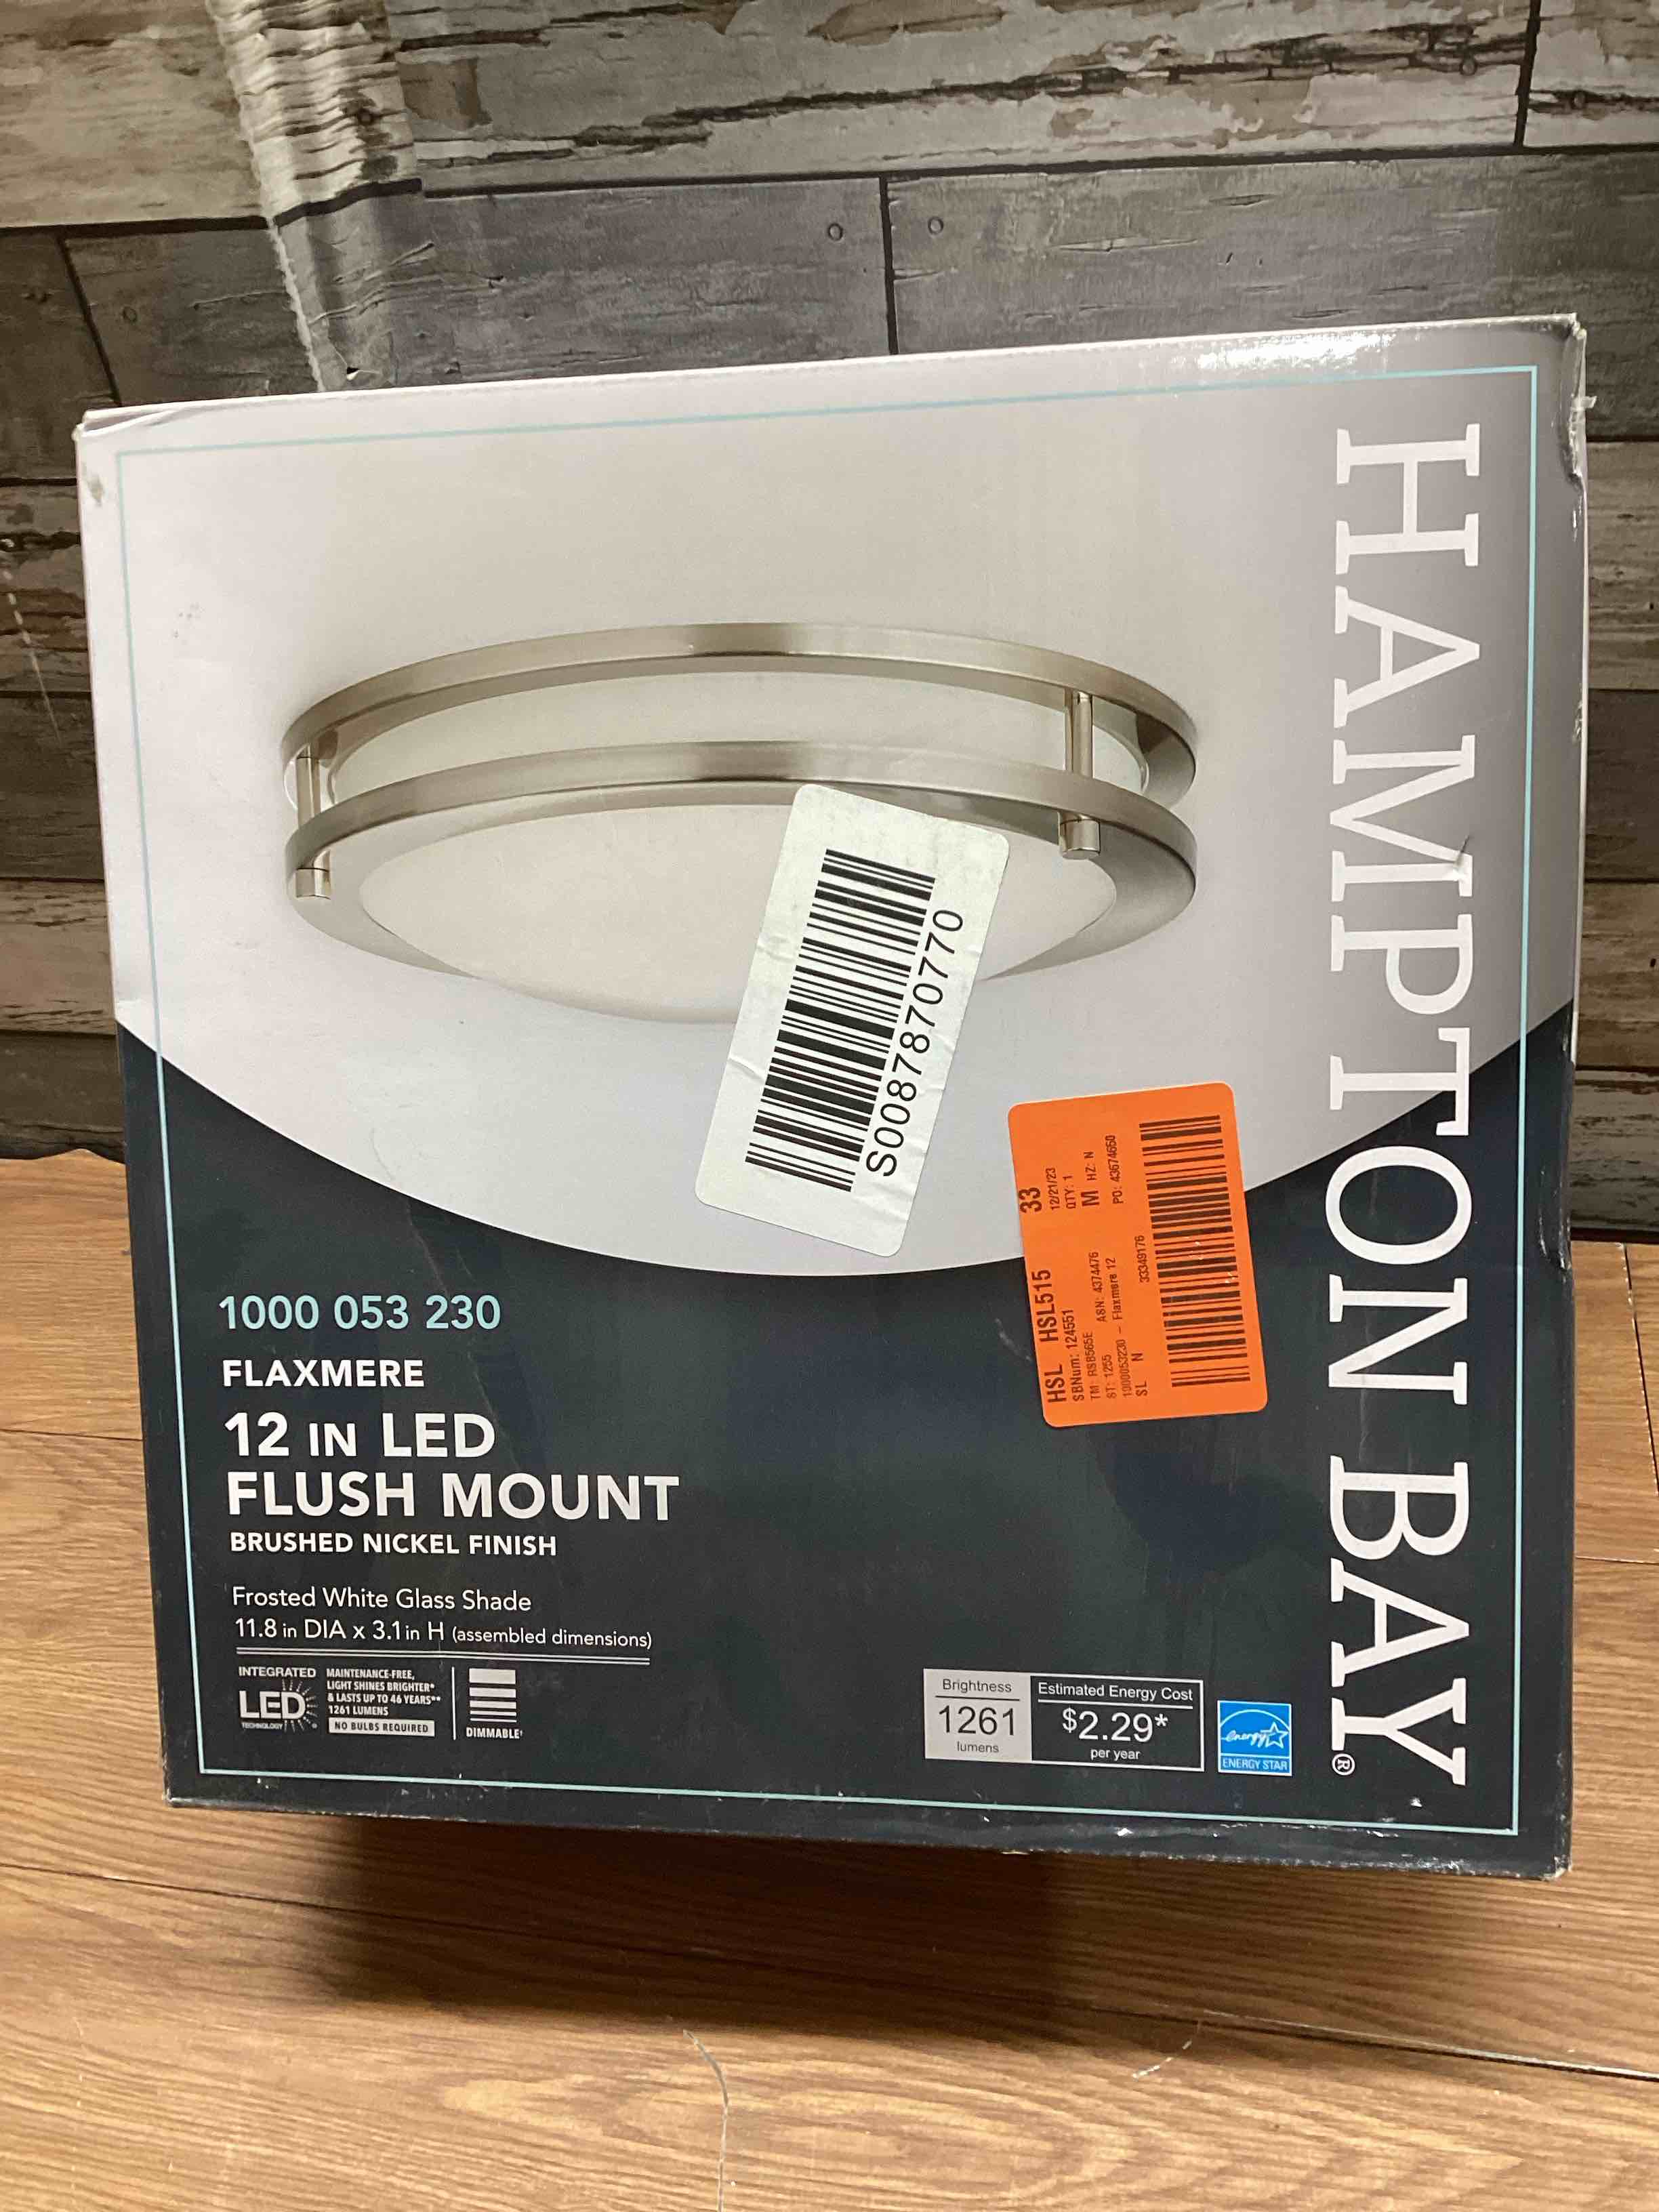 HAMPTON BAY®
S0087870770
HSL HSL515 33
SBNum: 124551 12/21/23
TM: RSB565E ASN: 4374476 QTY: 1
ST: 1255 M HZ: N
1000053230 - Flaxmere 12
SL N 33349176 PO: 43674660
1000 053 230
FLAXMERE
12 IN LED
FLUSH MOUNT
BRUSHED NICKEL FINISH
Frosted White Glass Shade
11.8 in DIA x 3.1 in H (assembled dimensions)
INTEGRATED
LED
TECHNOLOGY
MAINTENANCE-FREE,
LIGHT SHINES BRIGHTER*
& LASTS UP TO 46 YEARS**
1261 LUMENS
NO BULBS REQUIRED
DIMMABLE†
Brightness
1261
lumens
Estimated Energy Cost
$2.29*
per year
energy
ENERGY STAR